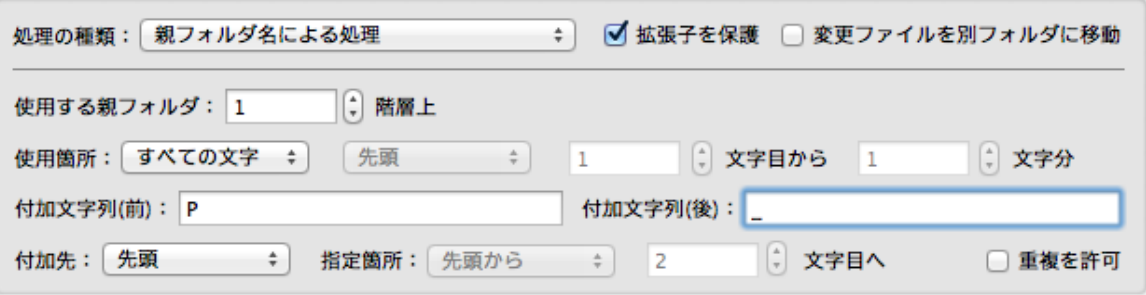 処理の種類： 親フォルダ名による処理 拡張子を保護 変更ファイルを別フォルダに移動
使用する親フォルダ： 1 階層上
使用箇所： すべての文字 先頭 1 文字目から 1 文字分
付加文字列(前)： P 付加文字列(後)： _
付加先： 先頭 指定箇所： 先頭から 2 文字目へ 重複を許可